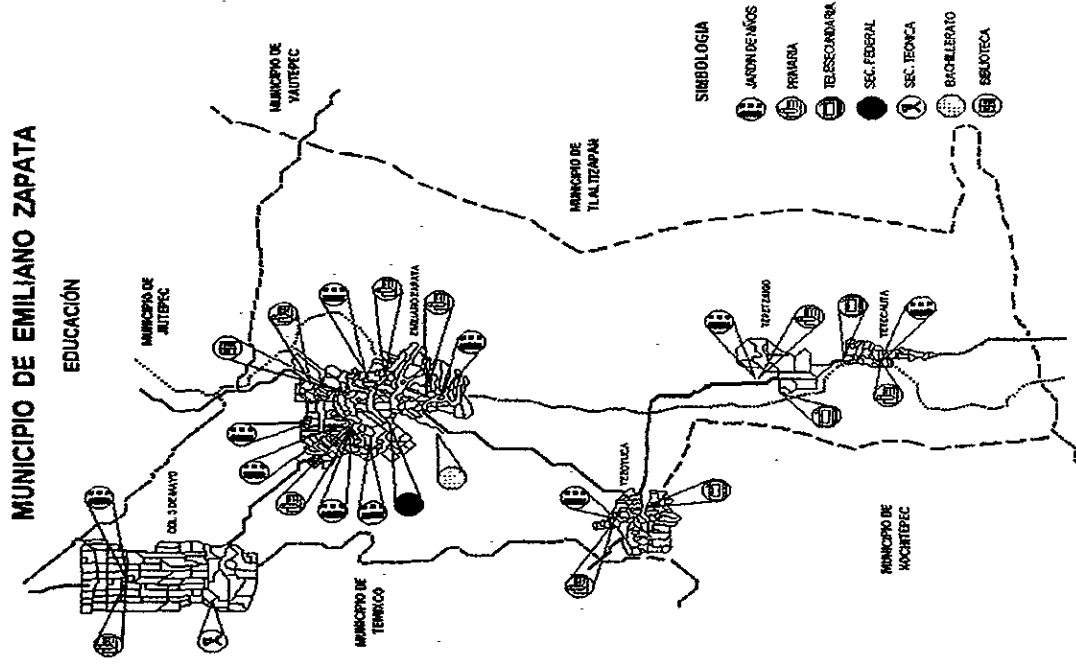 MUNICIPIO DE EMILIANO ZAPATA
EDUCACIÓN
MUNICIPIO DE
JIUTEPEC
MUNICIPIO DE
YAUTEPEC
COL. 3 DE MAYO
EMILIANO ZAPATA
MUNICIPIO DE
TEMIXCO
MUNICIPIO DE
TLALTIZAPAN
TEZOYUCA
TEPETZINGO
TETECALITA
MUNICIPIO DE
XOCHITEPEC
SIMBOLOGIA
JARDIN DE NIÑOS
PRIMARIA
TELESECUNDARIA
SEC. FEDERAL
SEC. TECNICA
BACHILLERATO
BIBLIOTECA